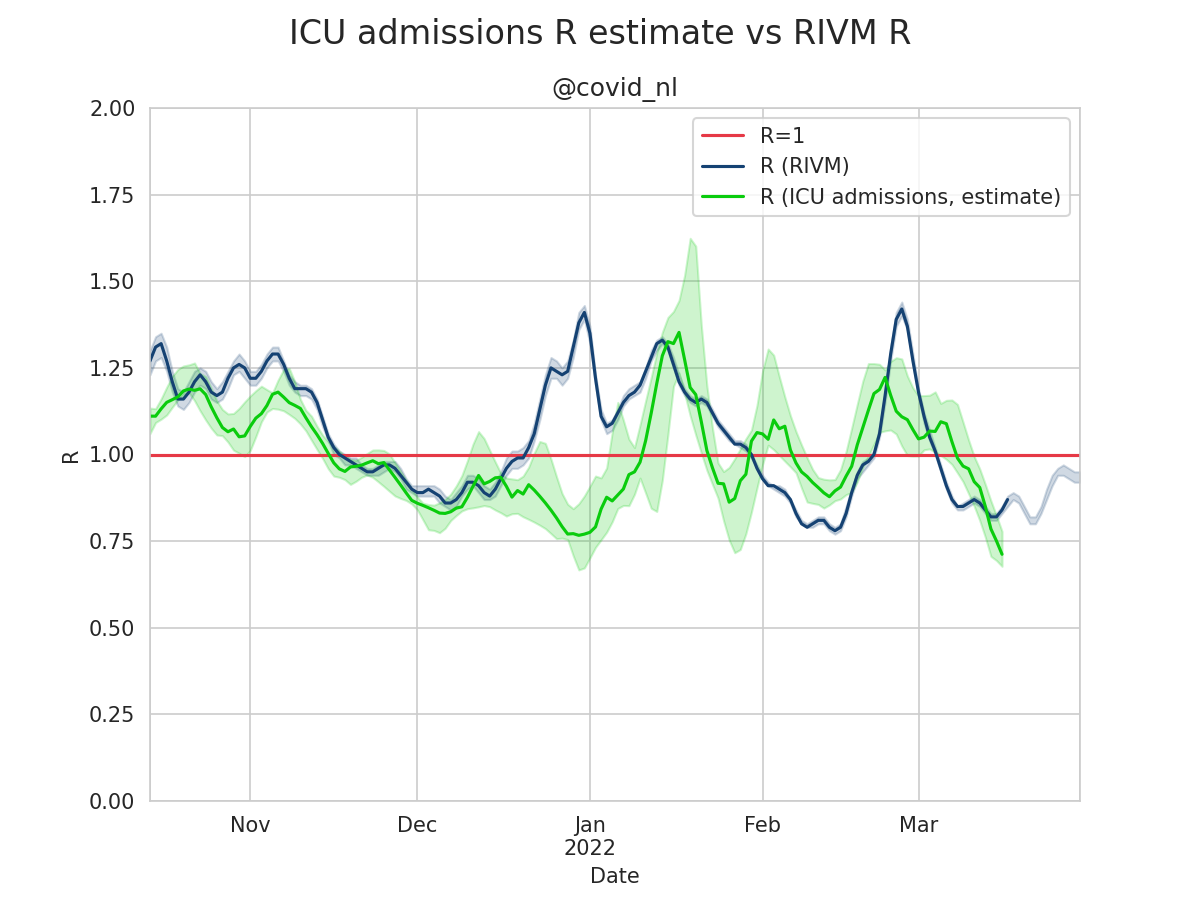 ICU admissions R estimate vs RIVM R
@covid_nl
2.00
1.75
1.50
1.25
1.00
0.75
0.50
0.25
0.00
R
R=1
R (RIVM)
R (ICU admissions, estimate)
Nov Dec Jan Feb Mar
2022
Date